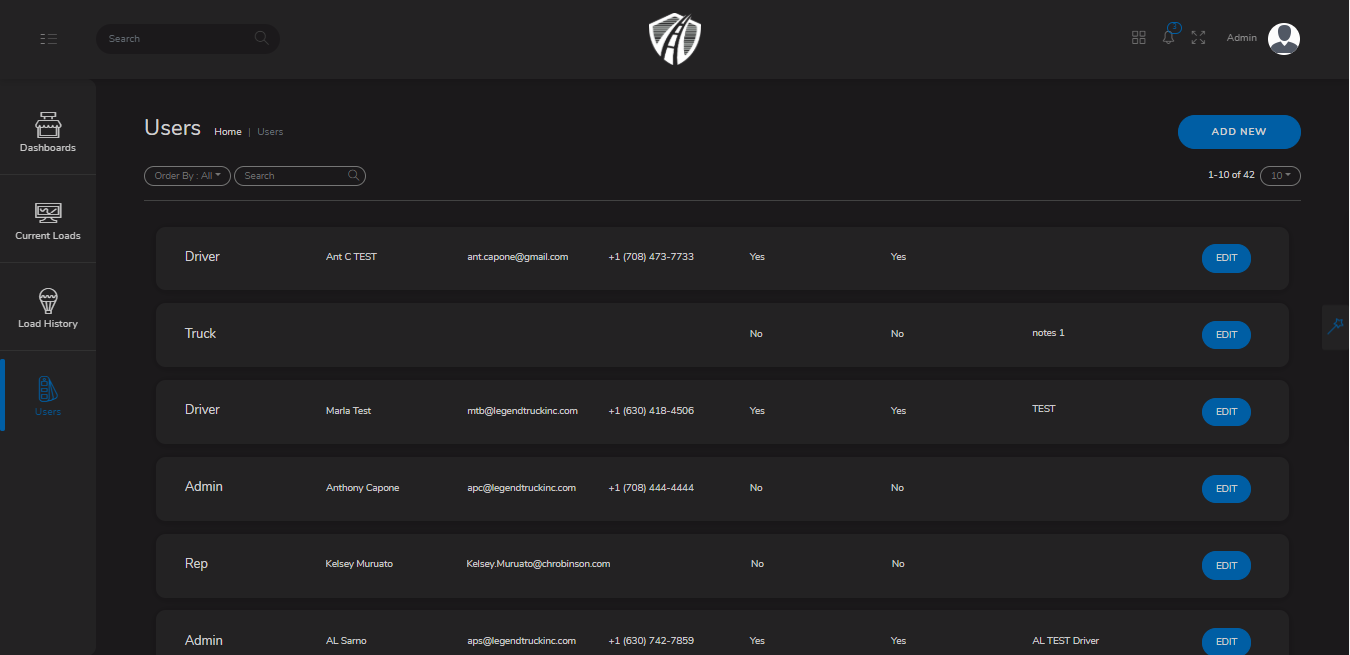 Search
3
Admin
Dashboards
Current Loads
Load History
Users
Users Home | Users
ADD NEW
Order By : All
Search
1-10 of 42 10
Driver Ant C TEST ant.capone@gmail.com +1 (708) 473-7733 Yes Yes EDIT
Truck No No notes 1 EDIT
Driver Marla Test mtb@legendtruckinc.com +1 (630) 418-4506 Yes Yes TEST EDIT
Admin Anthony Capone apc@legendtruckinc.com +1 (708) 444-4444 No No EDIT
Rep Kelsey Muruato Kelsey.Muruato@chrobinson.com No No EDIT
Admin AL Samo aps@legendtruckinc.com +1 (630) 742-7859 Yes Yes AL TEST Driver EDIT